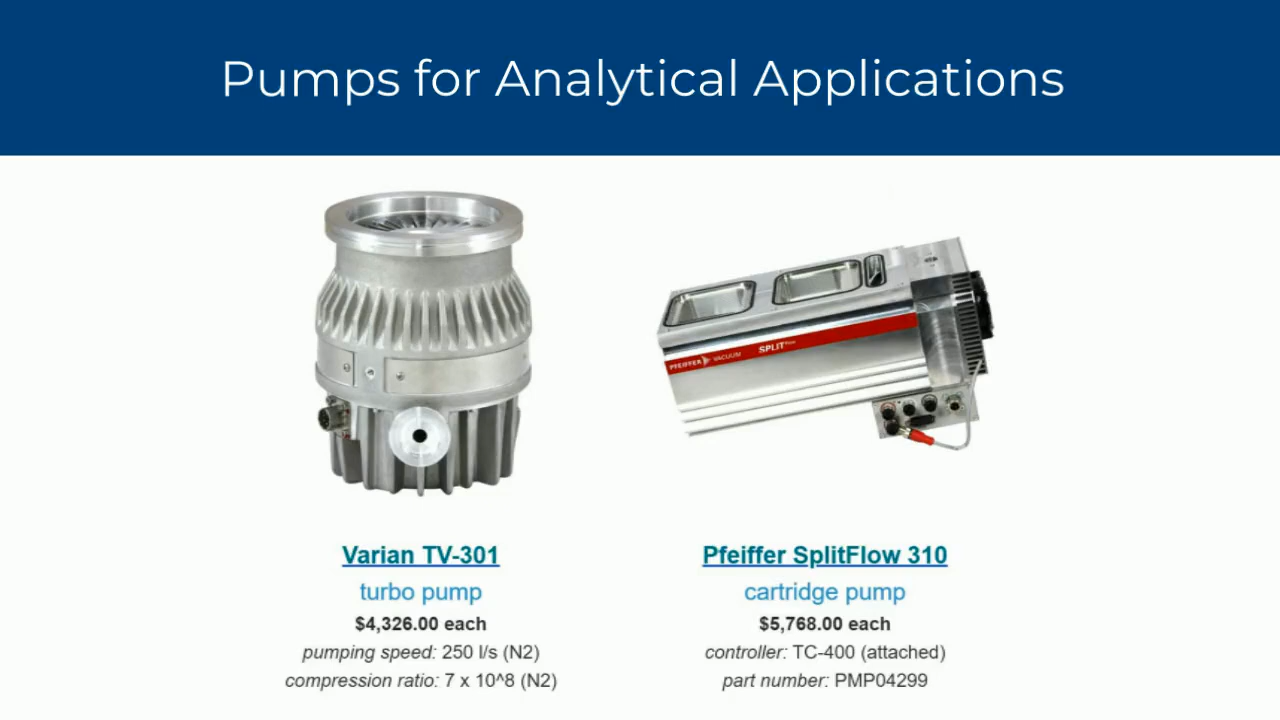 Pumps for Analytical Applications
PFEIFFER VACUUM SPLITFlow
Varian TV-301
turbo pump
$4,326.00 each
pumping speed: 250 l/s (N2)
compression ratio: 7 x 10^8 (N2)
Pfeiffer SplitFlow 310
cartridge pump
$5,768.00 each
controller: TC-400 (attached)
part number: PMP04299